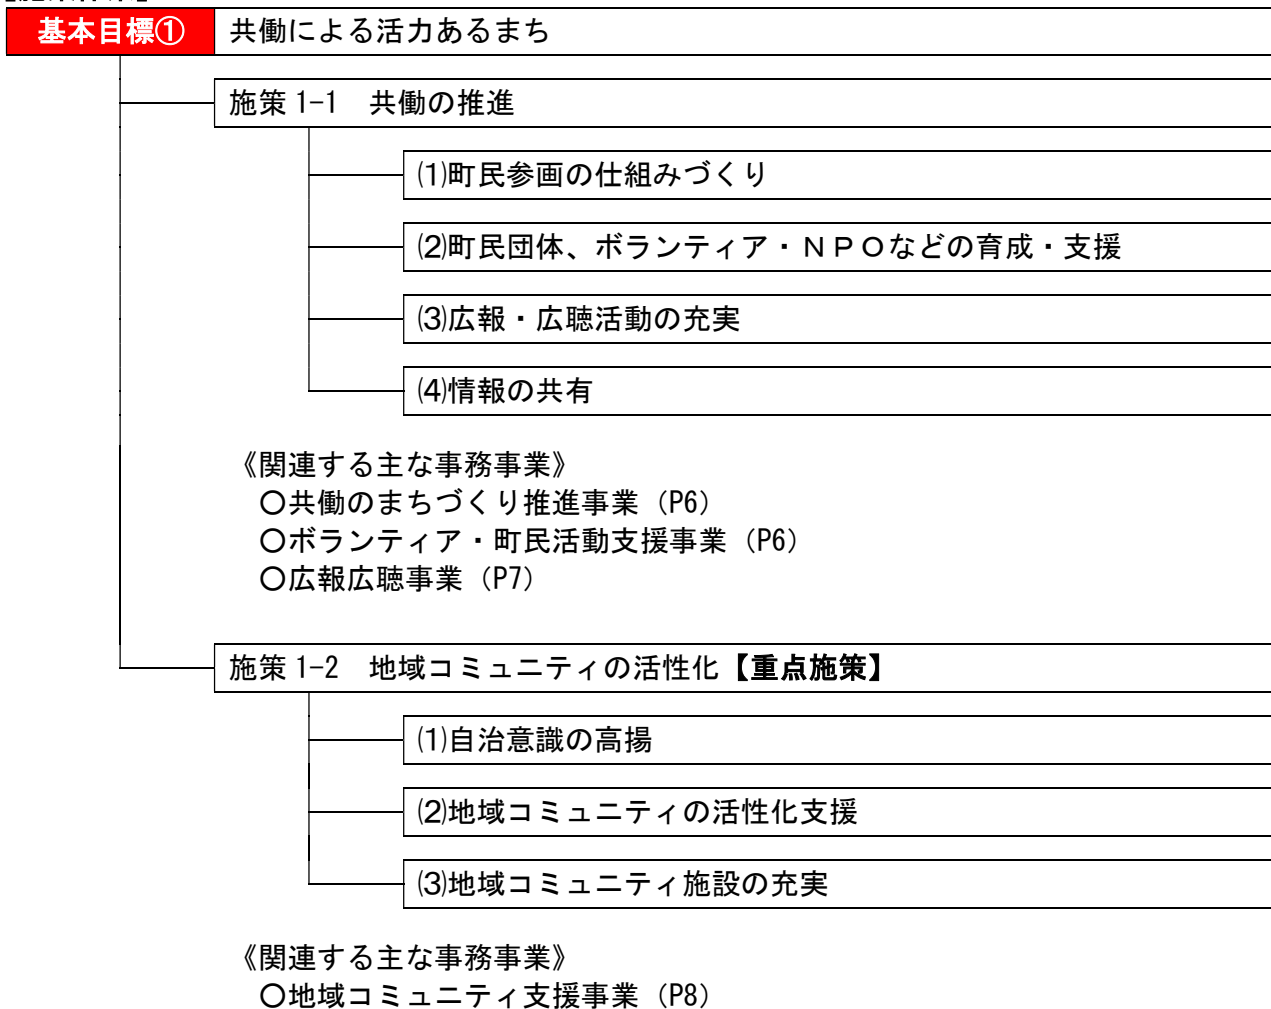 基本目標① 共働による活力あるまち
施策 1-1 共働の推進
⑴町民参画の仕組みづくり
⑵町民団体、ボランティア・ＮＰＯなどの育成・支援
⑶広報・広聴活動の充実
⑷情報の共有
《関連する主な事務事業》
〇共働のまちづくり推進事業（P6）
〇ボランティア・町民活動支援事業（P6）
〇広報広聴事業（P7）
施策 1-2 地域コミュニティの活性化【重点施策】
⑴自治意識の高揚
⑵地域コミュニティの活性化支援
⑶地域コミュニティ施設の充実
《関連する主な事務事業》
〇地域コミュニティ支援事業（P8）